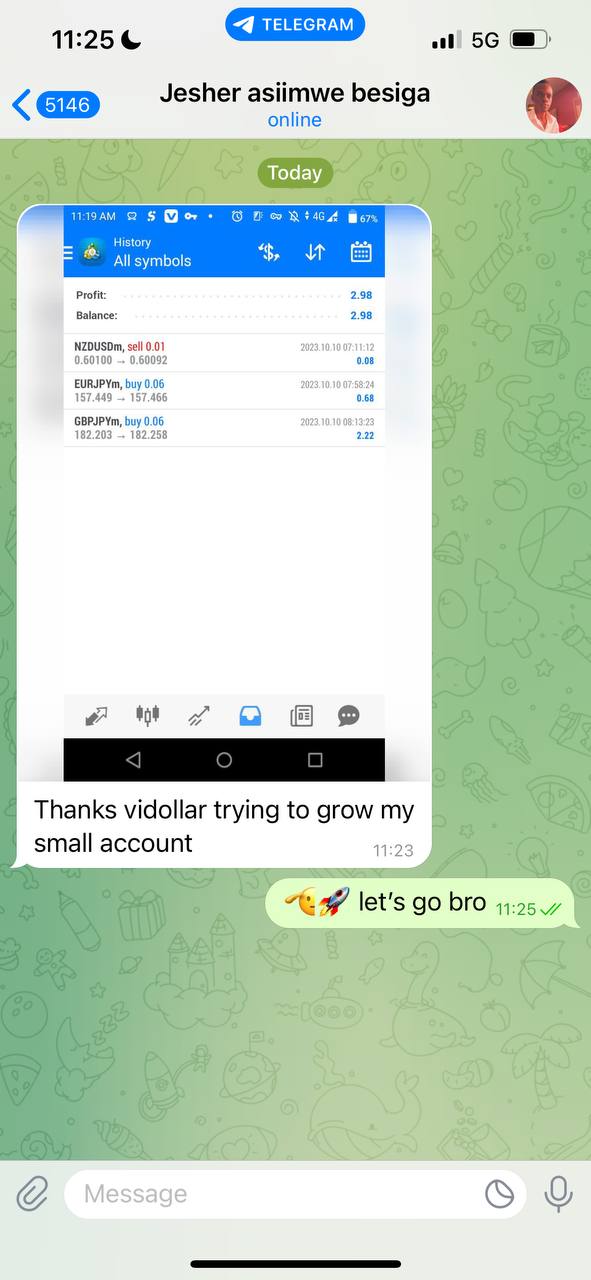 11:25
TELEGRAM
5G
5146
Jesher asiimwe besiga
online
Today
11:19 AM
4G
67%
History
All symbols
Profit: 2.98
Balance: 2.98
NZDUSDm, sell 0.01 2023.10.10 07:11:12
0.60100 → 0.60092 0.08
EURJPYm, buy 0.06 2023.10.10 07:58:24
157.449 → 157.466 0.68
GBPJPYm, buy 0.06 2023.10.10 08:13:23
182.203 → 182.258 2.22
Thanks vidollar trying to grow my
small account
11:23
🫡🚀 let's go bro 11:25
Message